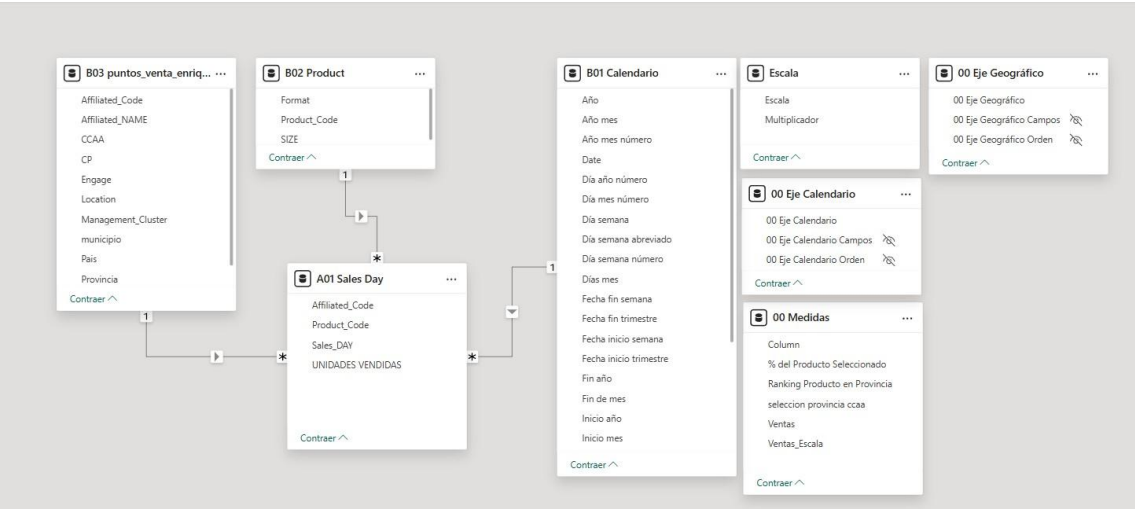 B03 puntos_venta_enriq... ...
Affiliated_Code
Affiliated_NAME
CCAA
CP
Engage
Location
Management_Cluster
municipio
Pais
Provincia
Contraer
1
B02 Product ...
Format
Product_Code
SIZE
Contraer
1
*
A01 Sales Day ...
Affiliated_Code
Product_Code
Sales_DAY
UNIDADES VENDIDAS
Contraer
*
*
1
B01 Calendario ...
Año
Año mes
Año mes número
Date
Día año número
Día mes número
Día semana
Día semana abreviado
Día semana número
Días mes
Fecha fin semana
Fecha fin trimestre
Fecha inicio semana
Fecha inicio trimestre
Fin año
Fin de mes
Inicio año
Inicio mes
Contraer
Escala ...
Escala
Multiplicador
Contraer
00 Eje Calendario ...
00 Eje Calendario
00 Eje Calendario Campos
00 Eje Calendario Orden
Contraer
00 Medidas ...
Column
% del Producto Seleccionado
Ranking Producto en Provincia
seleccion provincia ccaa
Ventas
Ventas_Escala
Contraer
00 Eje Geográfico ...
00 Eje Geográfico
00 Eje Geográfico Campos
00 Eje Geográfico Orden
Contraer